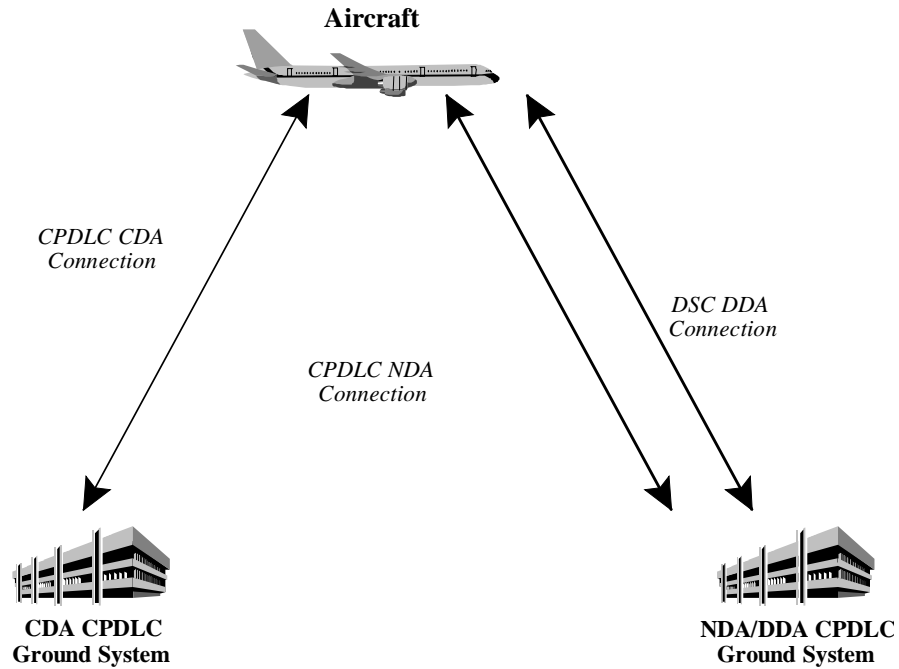 Aircraft
CPDLC CDA
Connection
DSC DDA
Connection
CPDLC NDA
Connection
CDA CPDLC
Ground System
NDA/DDA CPDLC
Ground System